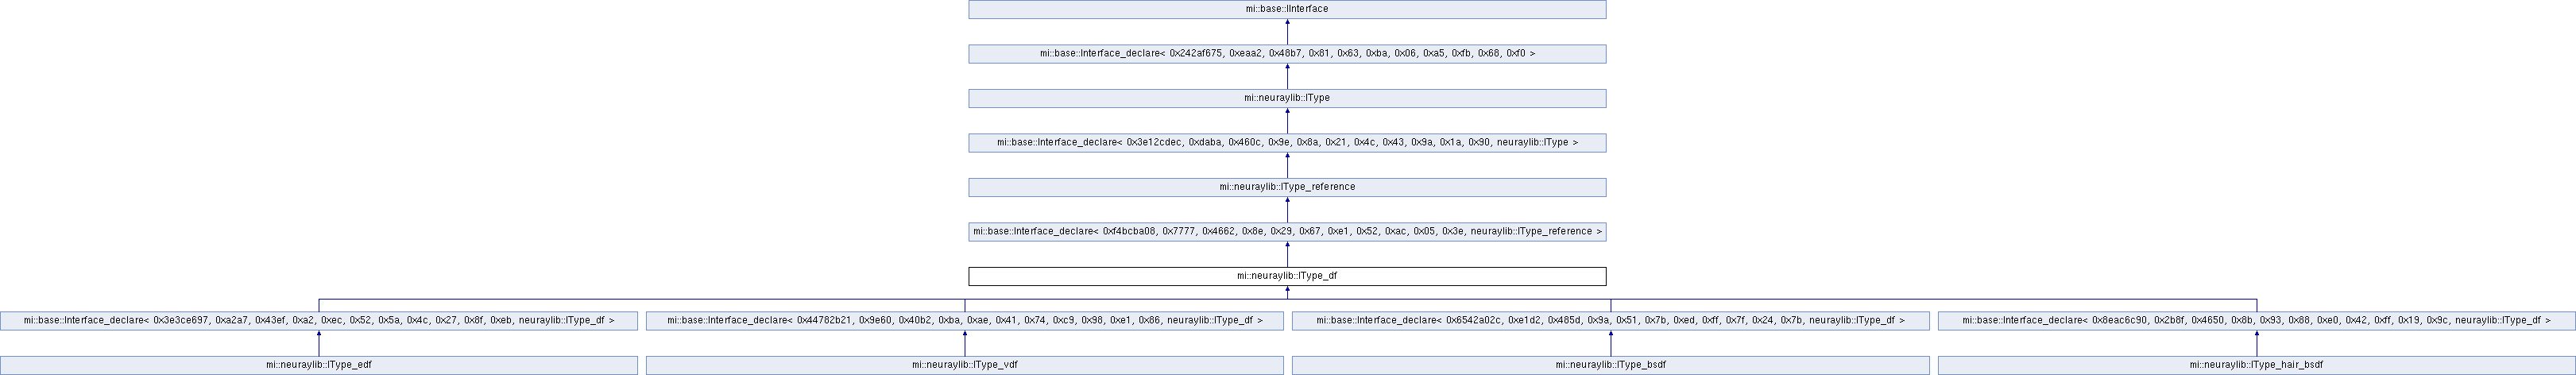 mi::base::IInterface
mi::base::Interface_declare< 0x242af675, 0xeaa2, 0x48b7, 0x81, 0x63, 0xba, 0x06, 0xa5, 0xfb, 0x68, 0xf0 >
mi::neuraylib::IType
mi::base::Interface_declare< 0x3e12cdec, 0xdaba, 0x460c, 0x9e, 0x8a, 0x21, 0x4c, 0x43, 0x9a, 0x1a, 0x90, neuraylib::IType >
mi::neuraylib::IType_reference
mi::base::Interface_declare< 0xf4bcba08, 0x7777, 0x4662, 0x8e, 0x29, 0x67, 0xe1, 0x52, 0xac, 0x05, 0x3e, neuraylib::IType_reference >
mi::neuraylib::IType_df
mi::base::Interface_declare< 0x3e3ce697, 0xa2a7, 0x43ef, 0xa2, 0xec, 0x52, 0x5a, 0x4c, 0x27, 0x8f, 0xeb, neuraylib::IType_df >
mi::base::Interface_declare< 0x44782b21, 0x9e60, 0x40b2, 0xba, 0xae, 0x41, 0x74, 0xc9, 0x98, 0xe1, 0x86, neuraylib::IType_df >
mi::base::Interface_declare< 0x6542a02c, 0xe1d2, 0x485d, 0x9a, 0x51, 0x7b, 0xed, 0xff, 0x7f, 0x24, 0x7b, neuraylib::IType_df >
mi::base::Interface_declare< 0x8eac6c90, 0x2b8f, 0x4650, 0x8b, 0x93, 0x88, 0xe0, 0x42, 0xff, 0x19, 0x9c, neuraylib::IType_df >
mi::neuraylib::IType_edf
mi::neuraylib::IType_vdf
mi::neuraylib::IType_bsdf
mi::neuraylib::IType_hair_bsdf